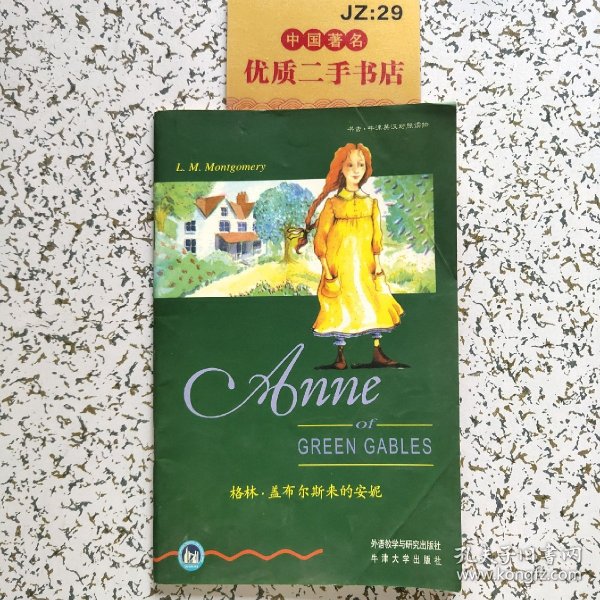 JZ:29
中国著名
优质二手书店
书虫·牛津英汉对照读物
L. M. Montgomery
Anne
of
GREEN GABLES
格林·盖布尔斯来的安妮
外语教学与研究出版社
牛津大学出版社
孔夫子旧书网
kongfz.com